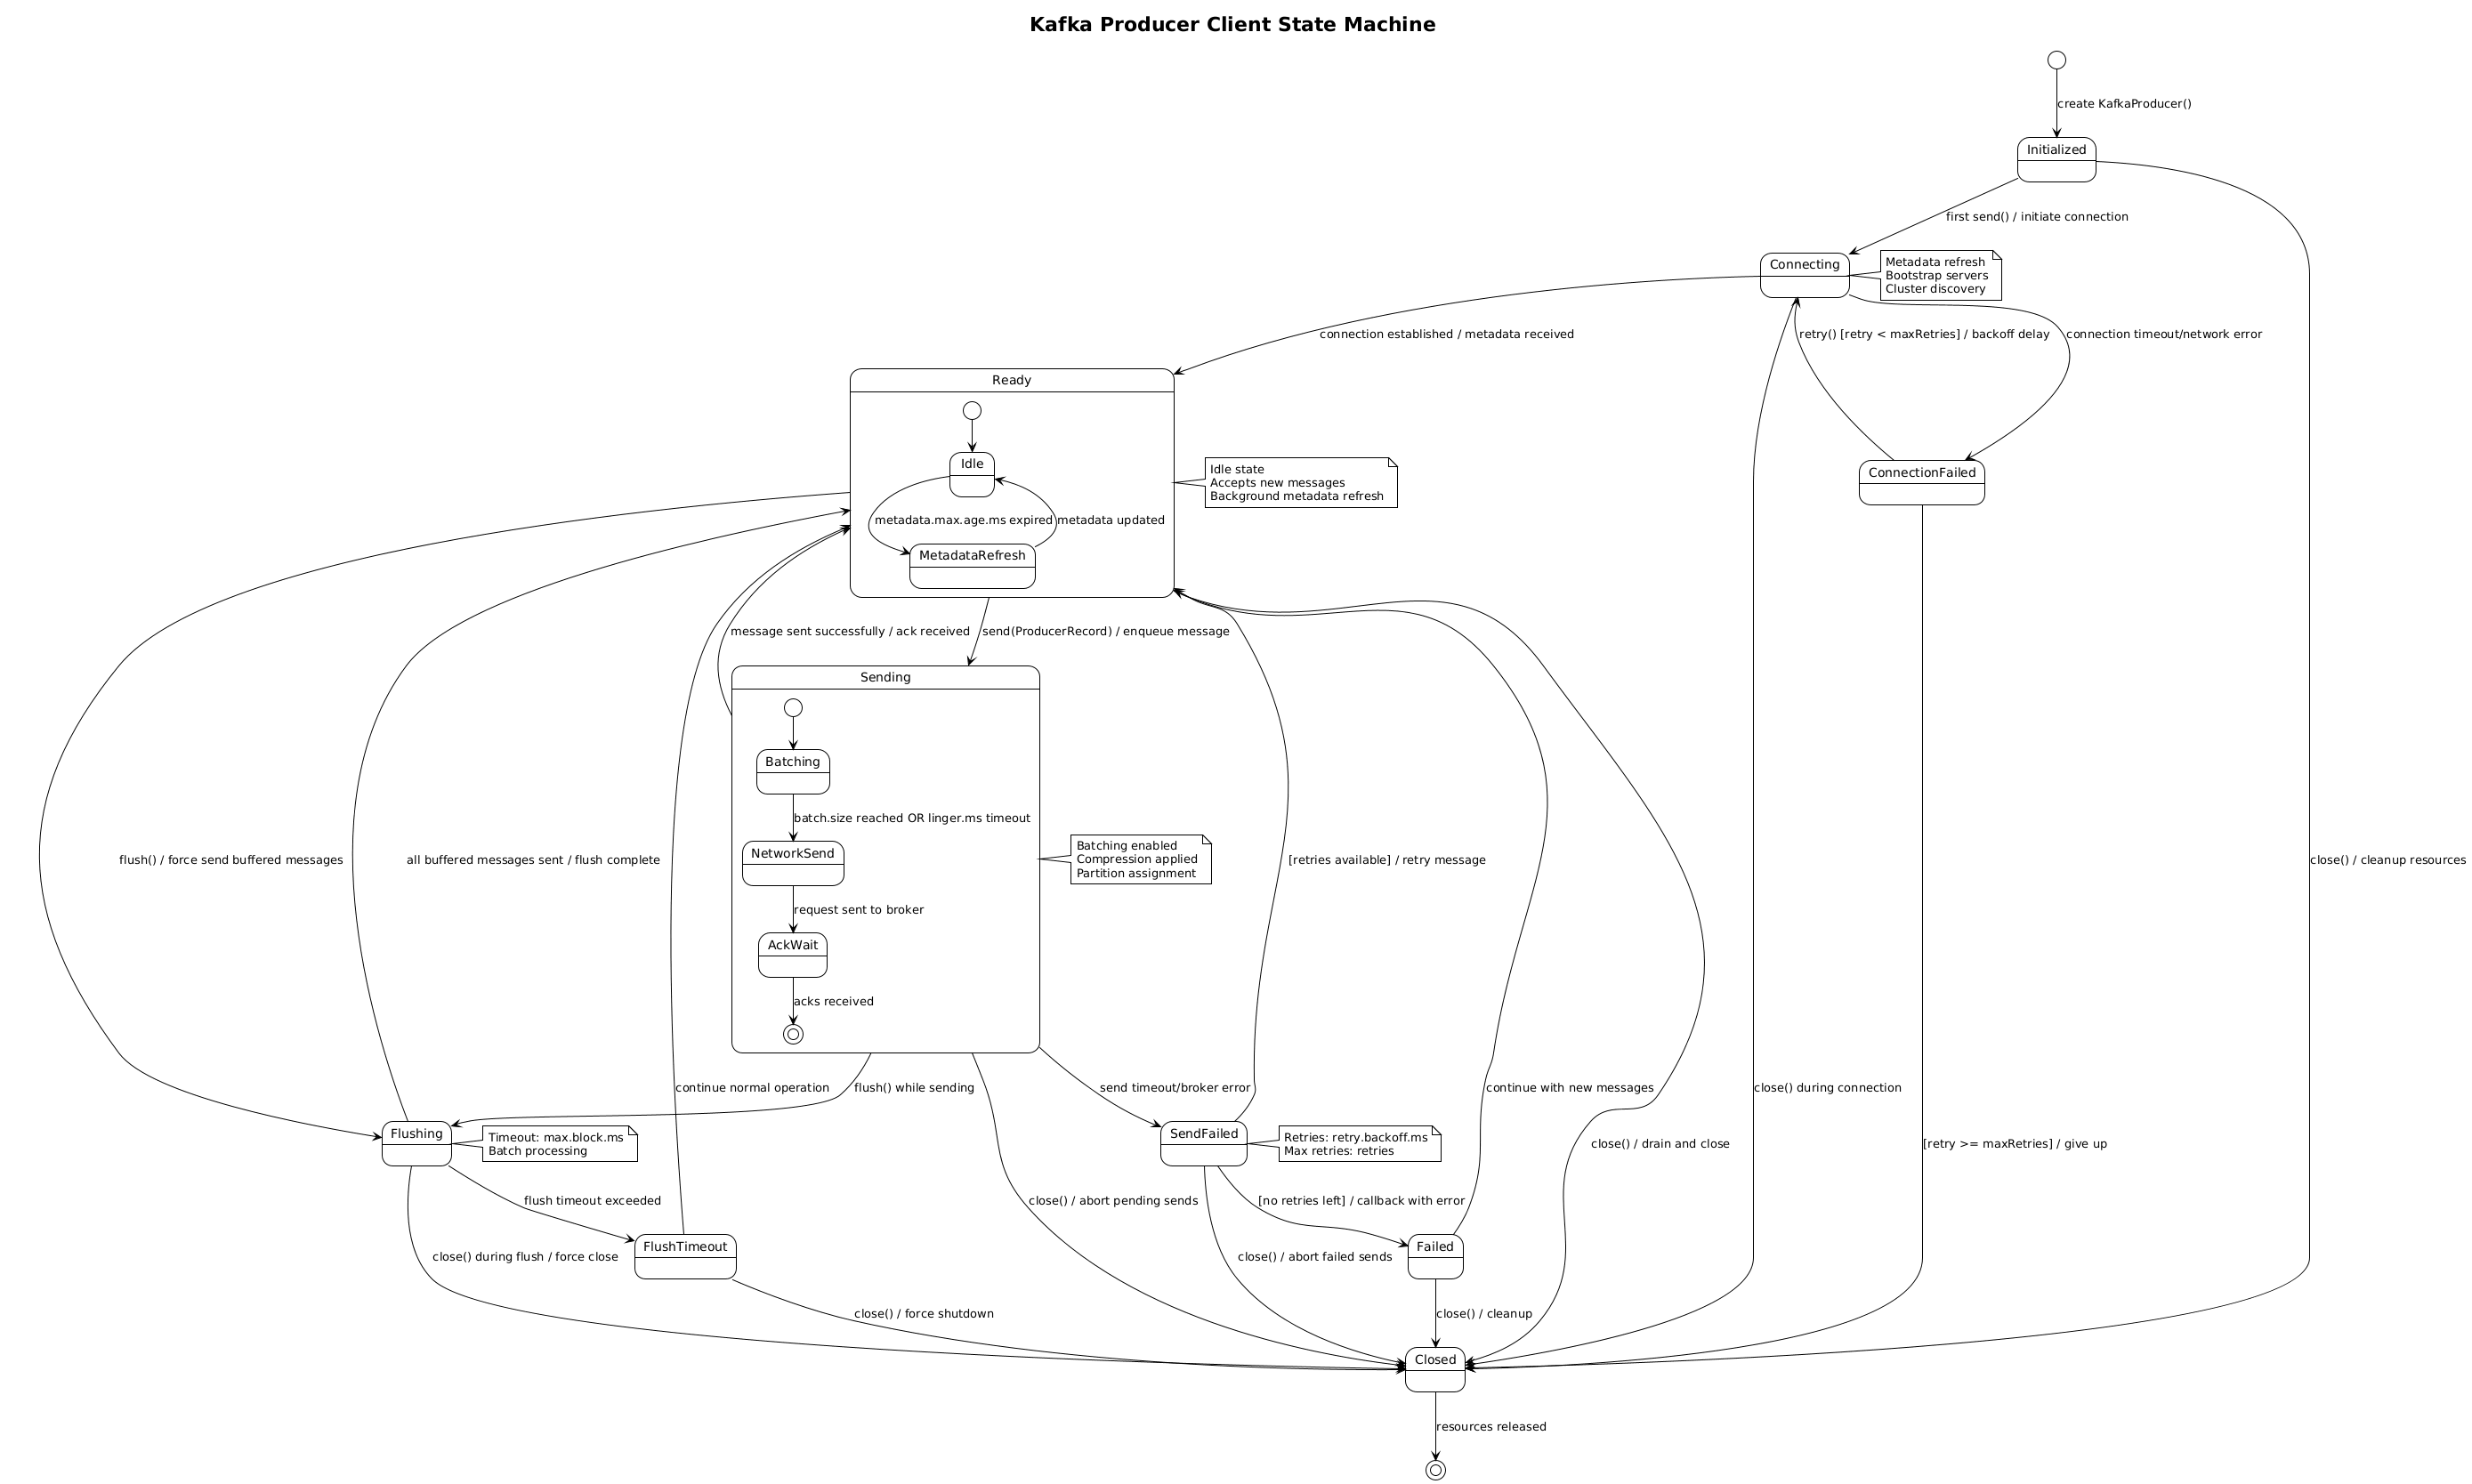 Kafka Producer Client State Machine
create KafkaProducer()
Initialized
first send() / initiate connection
Connecting
Metadata refresh
Bootstrap servers
Cluster discovery
connection established / metadata received
retry() [retry < maxRetries] / backoff delay
connection timeout/network error
Ready
Idle
Idle state
Accepts new messages
Background metadata refresh
ConnectionFailed
metadata.max.age.ms expired
metadata updated
MetadataRefresh
message sent successfully / ack received
send(ProducerRecord) / enqueue message
Sending
Batching
batch.size reached OR linger.ms timeout
NetworkSend
Batching enabled
Compression applied
Partition assignment
flush() / force send buffered messages
all buffered messages sent / flush complete
[retries available] / retry message
close() / cleanup resources
request sent to broker
AckWait
acks received
continue normal operation
flush() while sending
send timeout/broker error
continue with new messages
close() during connection
Flushing
Timeout: max.block.ms
Batch processing
SendFailed
Retries: retry.backoff.ms
Max retries: retries
close() / drain and close
[retry >= maxRetries] / give up
flush timeout exceeded
close() / abort pending sends
[no retries left] / callback with error
FlushTimeout
Failed
close() during flush / force close
close() / abort failed sends
close() / force shutdown
close() / cleanup
Closed
resources released